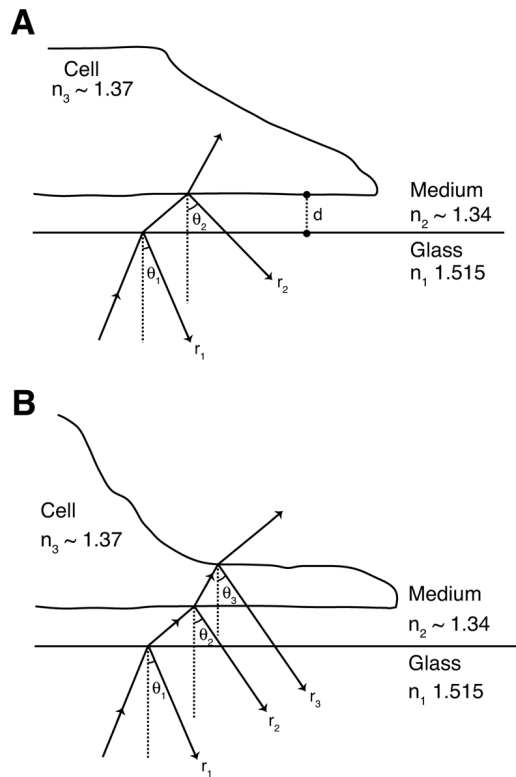 A
Cell
n₃ ~ 1.37
θ₂
d
Medium
n₂ ~ 1.34
Glass
n₁ 1.515
θ₁
r₂
r₁
B
Cell
n₃ ~ 1.37
θ₃
Medium
n₂ ~ 1.34
θ₂
Glass
n₁ 1.515
θ₁
r₃
r₂
r₁